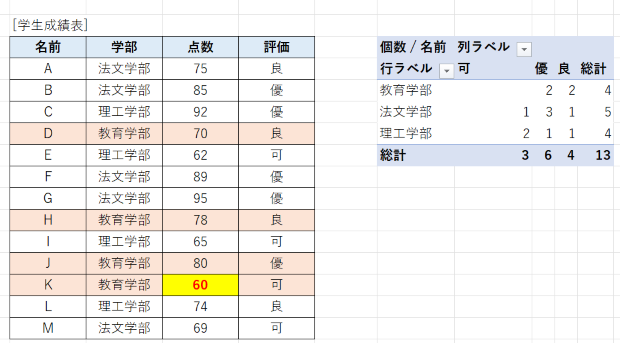 [学生成績表]
名前 学部 点数 評価
A 法文学部 75 良
B 法文学部 85 優
C 理工学部 92 優
D 教育学部 70 良
E 理工学部 62 可
F 法文学部 89 優
G 法文学部 95 優
H 教育学部 78 良
I 理工学部 65 可
J 教育学部 80 優
K 教育学部 60 可
L 理工学部 74 良
M 法文学部 69 可
個数 / 名前 列ラベル
行ラベル 可 優 良 総計
教育学部 2 2 4
法文学部 1 3 1 5
理工学部 2 1 1 4
総計 3 6 4 13